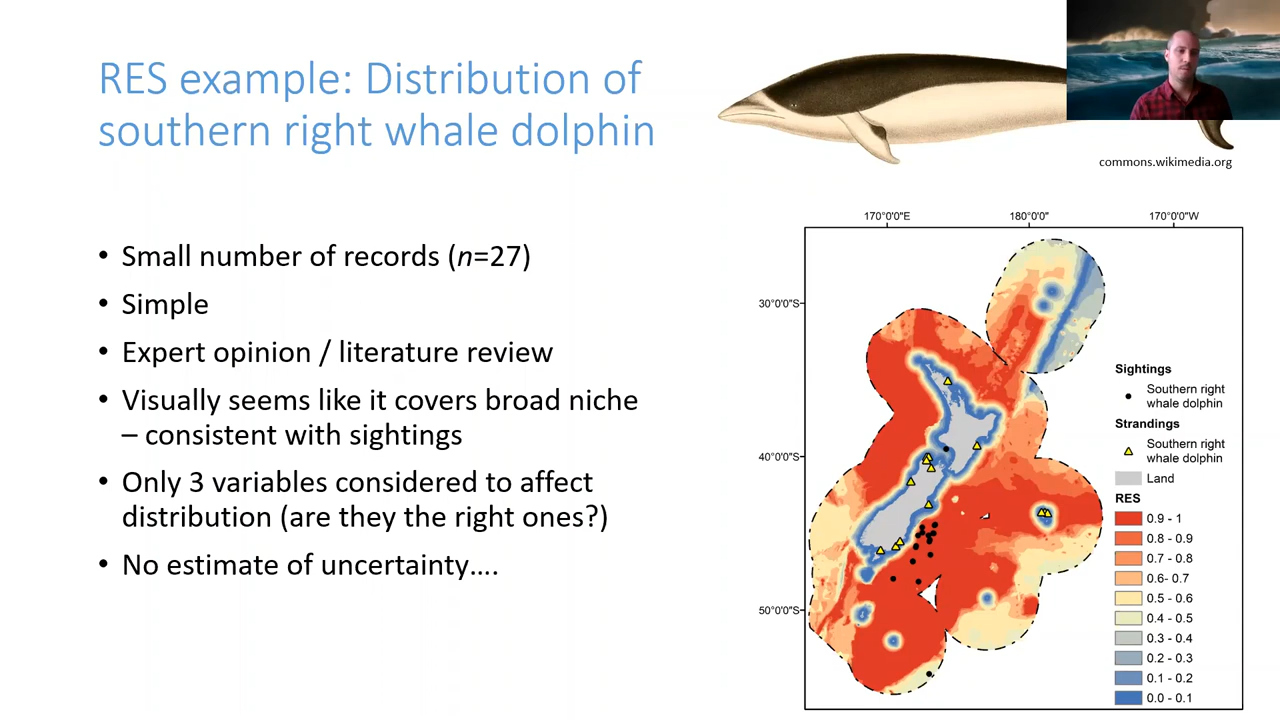 RES example: Distribution of
southern right whale dolphin
commons.wikimedia.org
• Small number of records (n=27)
• Simple
• Expert opinion / literature review
• Visually seems like it covers broad niche
– consistent with sightings
• Only 3 variables considered to affect
distribution (are they the right ones?)
• No estimate of uncertainty....
170°0'0"E
180°0'0"
170°0'0"W
30°0'0"S
40°0'0"S
50°0'0"S
Sightings
Southern right
whale dolphin
Strandings
Southern right
whale dolphin
Land
RES
0.9 - 1
0.8 - 0.9
0.7 - 0.8
0.6- 0.7
0.5 - 0.6
0.4 - 0.5
0.3 - 0.4
0.2 - 0.3
0.1 - 0.2
0.0 - 0.1